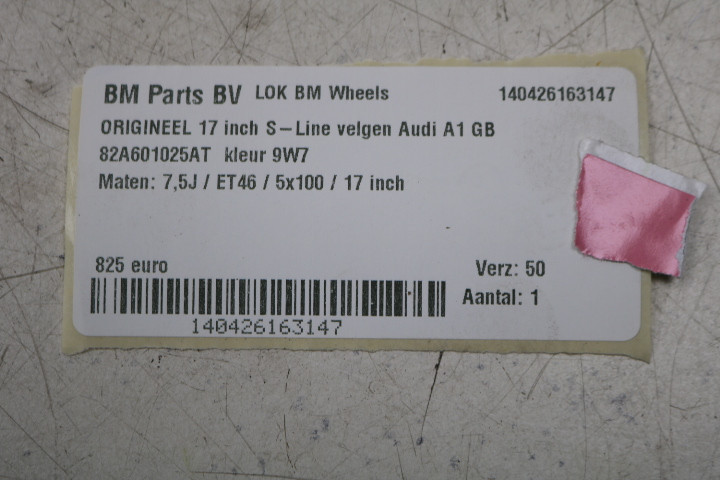 BM Parts BV LOK BM Wheels 140426163147
ORIGINEEL 17 inch S-Line velgen Audi A1 GB
82A601025AT kleur 9W7
Maten: 7,5J / ET46 / 5x100 / 17 inch
825 euro Verz: 50
Aantal: 1
140426163147